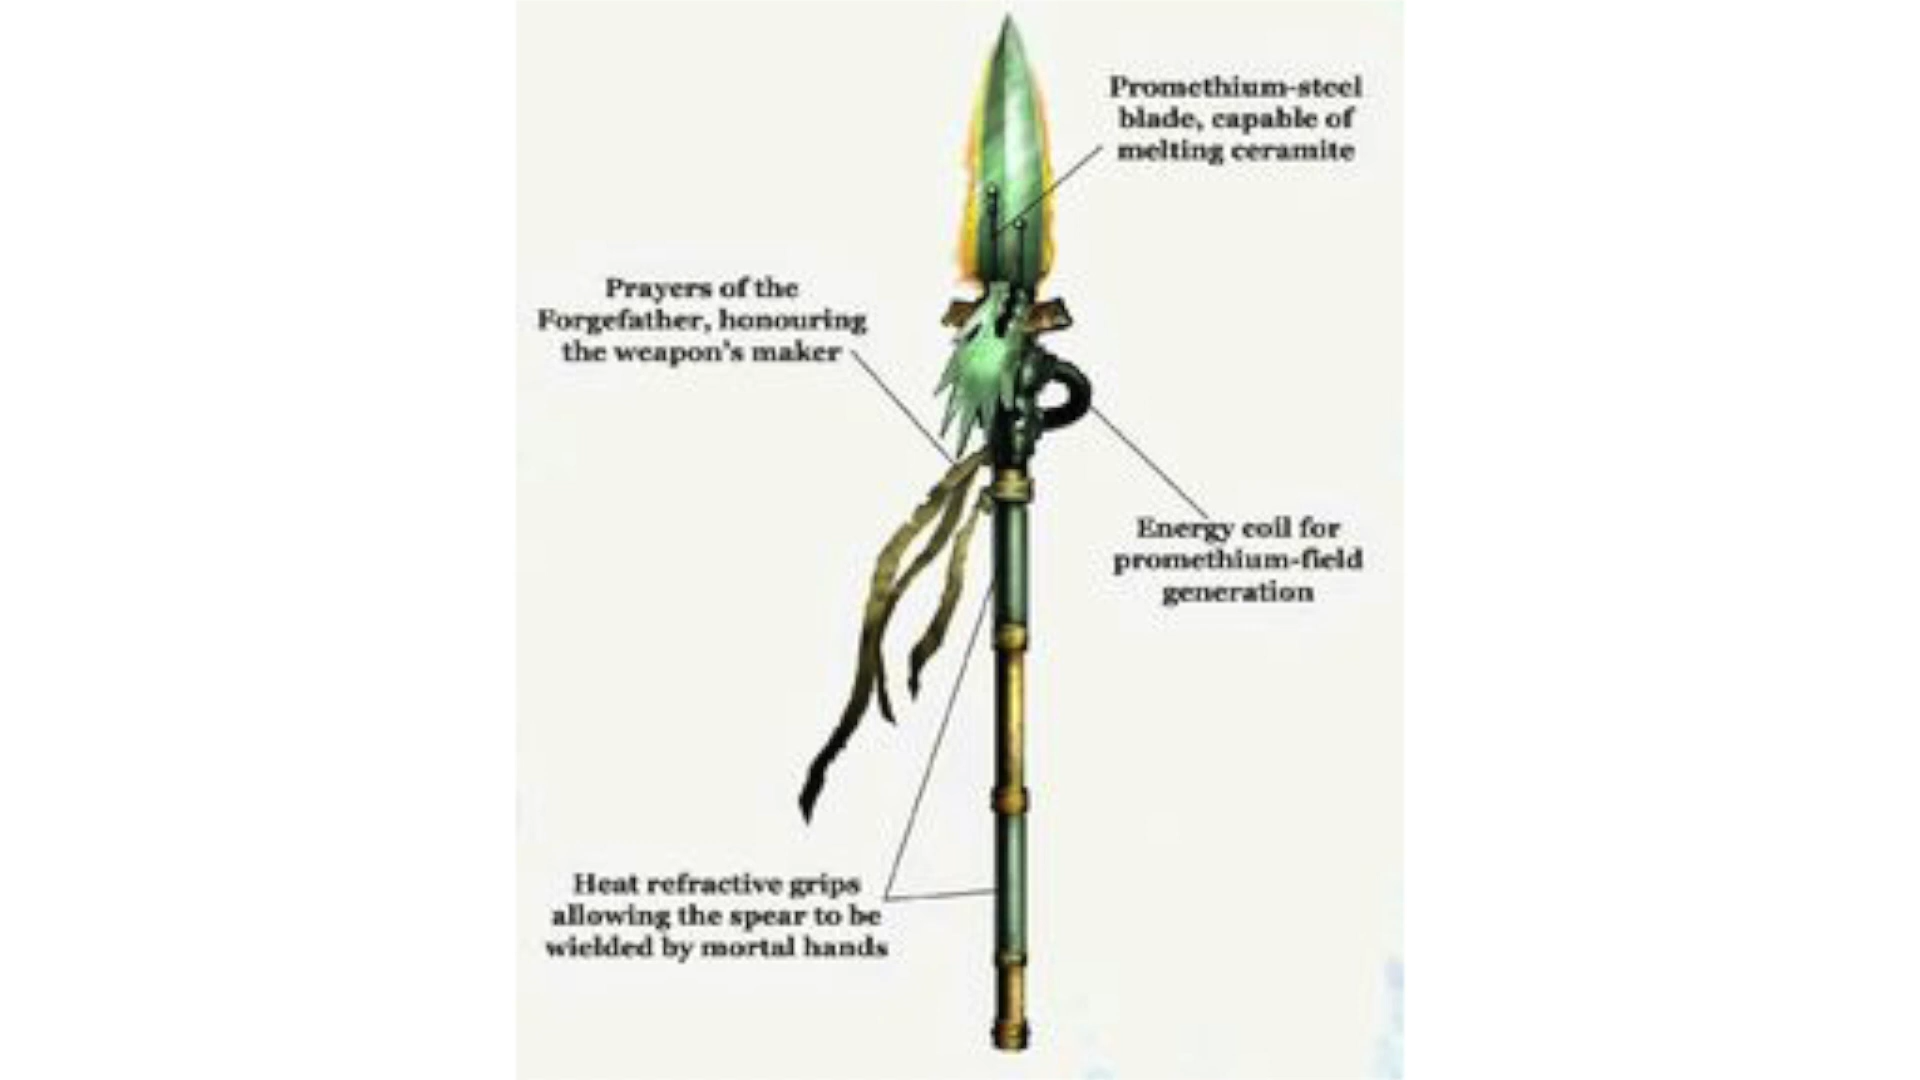 Promethium-steel
blade, capable of
melting ceramite
Prayers of the
Forgefather, honouring
the weapon's maker
Energy coil for
promethium-field
generation
Heat refractive grips
allowing the spear to be
wielded by mortal hands